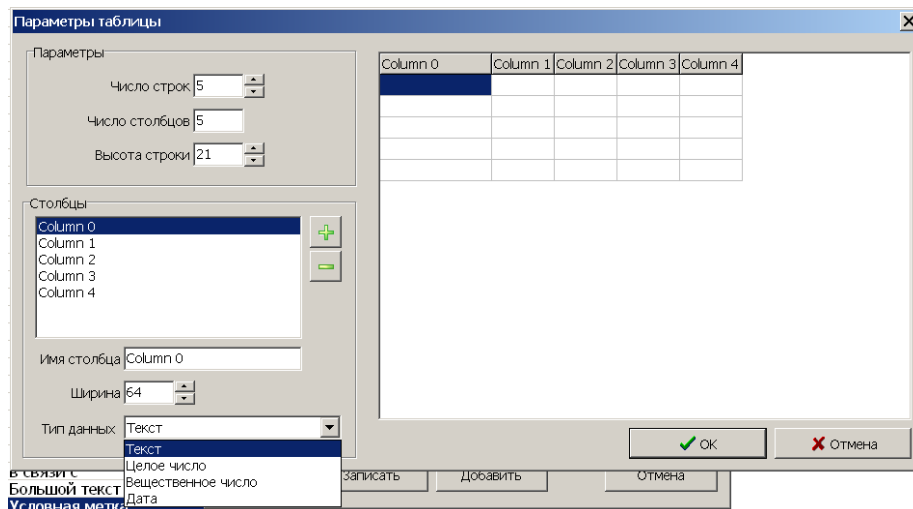 Параметры таблицы
Параметры
Число строк 5
Число столбцов 5
Высота строки 21
Столбцы
Column 0
Column 1
Column 2
Column 3
Column 4
Имя столбца Column 0
Ширина 64
Тип данных Текст
Текст
Целое число
Вещественное число
Дата
Column 0 Column 1 Column 2 Column 3 Column 4
OK Отмена
в связи с
Большой текст
Условная метка
Записать Добавить Отмена